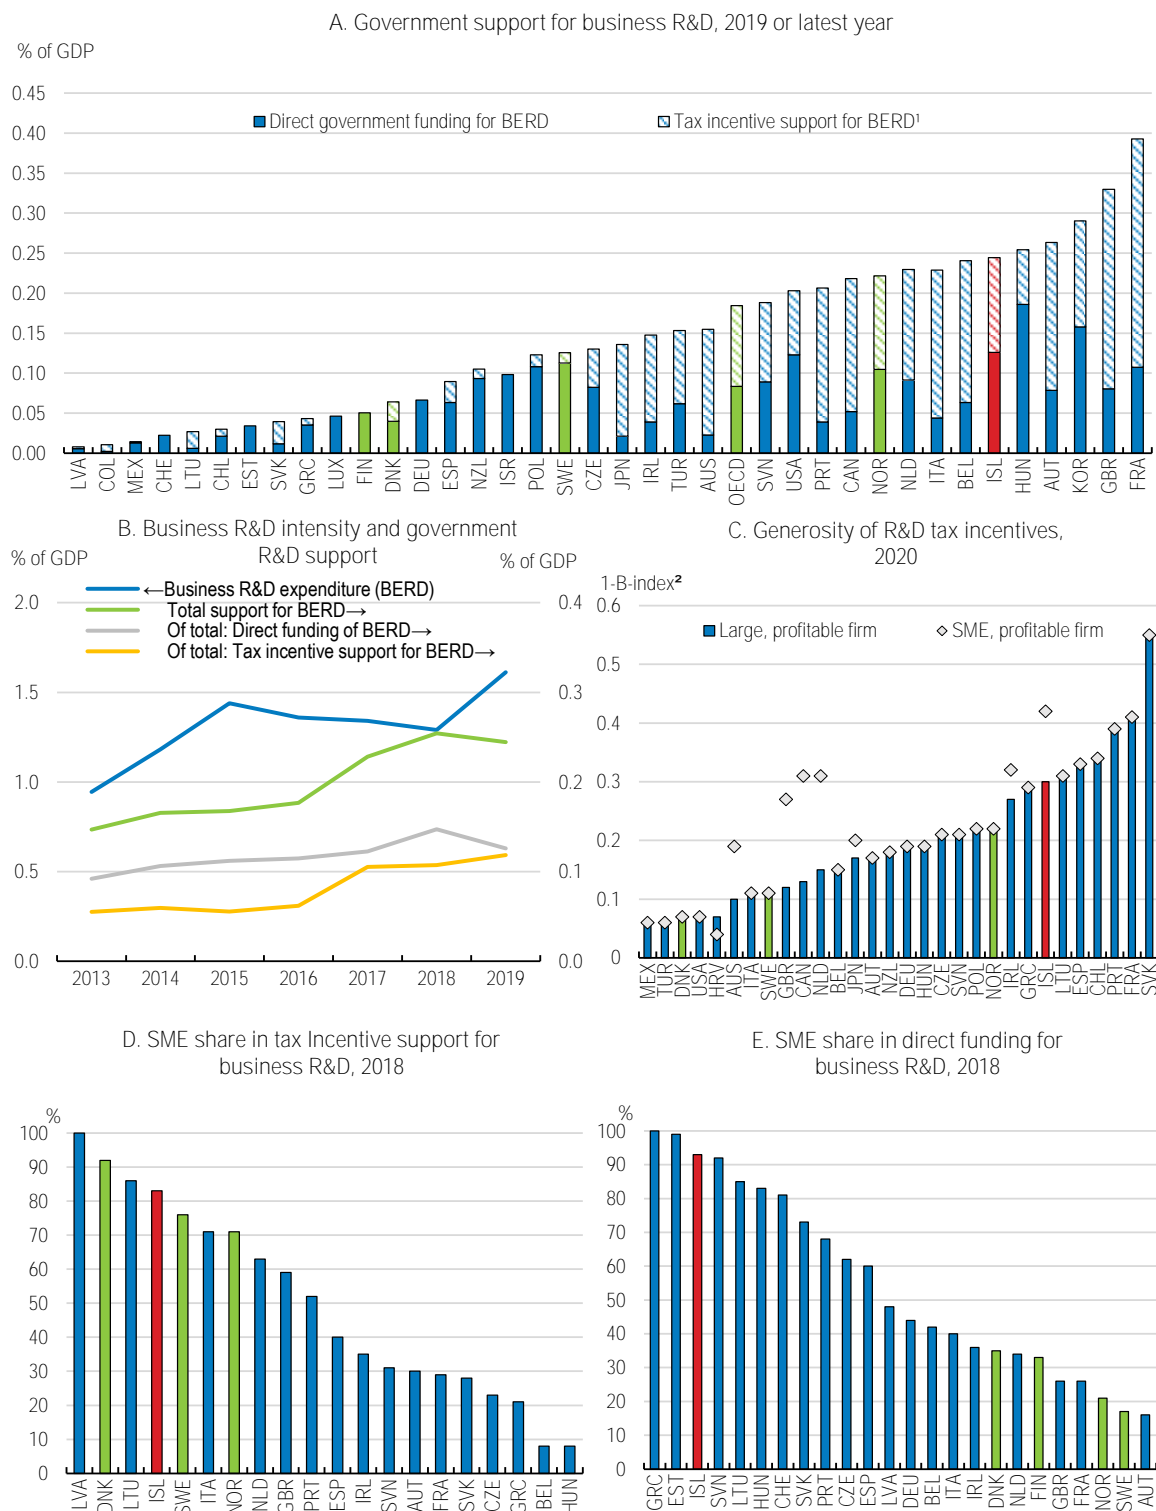 A. Government support for business R&D, 2019 or latest year
% of GDP
0.45
0.40
0.35
0.30
0.25
0.20
0.15
0.10
0.05
0.00
Direct government funding for BERD
Tax incentive support for BERD¹
LVA COL MEX CHE LTU CHL EST SVK GRC LUX FIN DNK DEU ESP NZL ISR POL SWE CZE JPN IRL TUR AUS OECD SVN USA PRT CAN NOR NLD ITA BEL ISL HUN AUT KOR GBR FRA
B. Business R&D intensity and government
R&D support
% of GDP
% of GDP
←Business R&D expenditure (BERD)
Total support for BERD→
Of total: Direct funding of BERD→
Of total: Tax incentive support for BERD→
2.0
1.5
1.0
0.5
0.0
0.4
0.3
0.2
0.1
0.0
2013 2014 2015 2016 2017 2018 2019
C. Generosity of R&D tax incentives,
2020
1-B-index²
0.6
0.5
0.4
0.3
0.2
0.1
0
Large, profitable firm
SME, profitable firm
MEX TUR DNK USA HRV AUS ITA SWE GBR CAN NLD BEL JPN AUT NZL DEU HUN CZE SVN POL NOR IRL GRC ISL LTU ESP CHL PRT FRA SVK
D. SME share in tax Incentive support for
business R&D, 2018
%
100
90
80
70
60
50
40
30
20
10
0
LVA DNK LTU ISL SWE ITA NOR NLD GBR PRT ESP IRL SVN AUT FRA SVK CZE GRC BEL HUN
E. SME share in direct funding for
business R&D, 2018
%
100
90
80
70
60
50
40
30
20
10
0
GRC EST ISL SVN LTU HUN CHE SVK PRT CZE ESP LVA DEU BEL ITA IRL DNK NLD FIN GBR FRA NOR SWE AUT